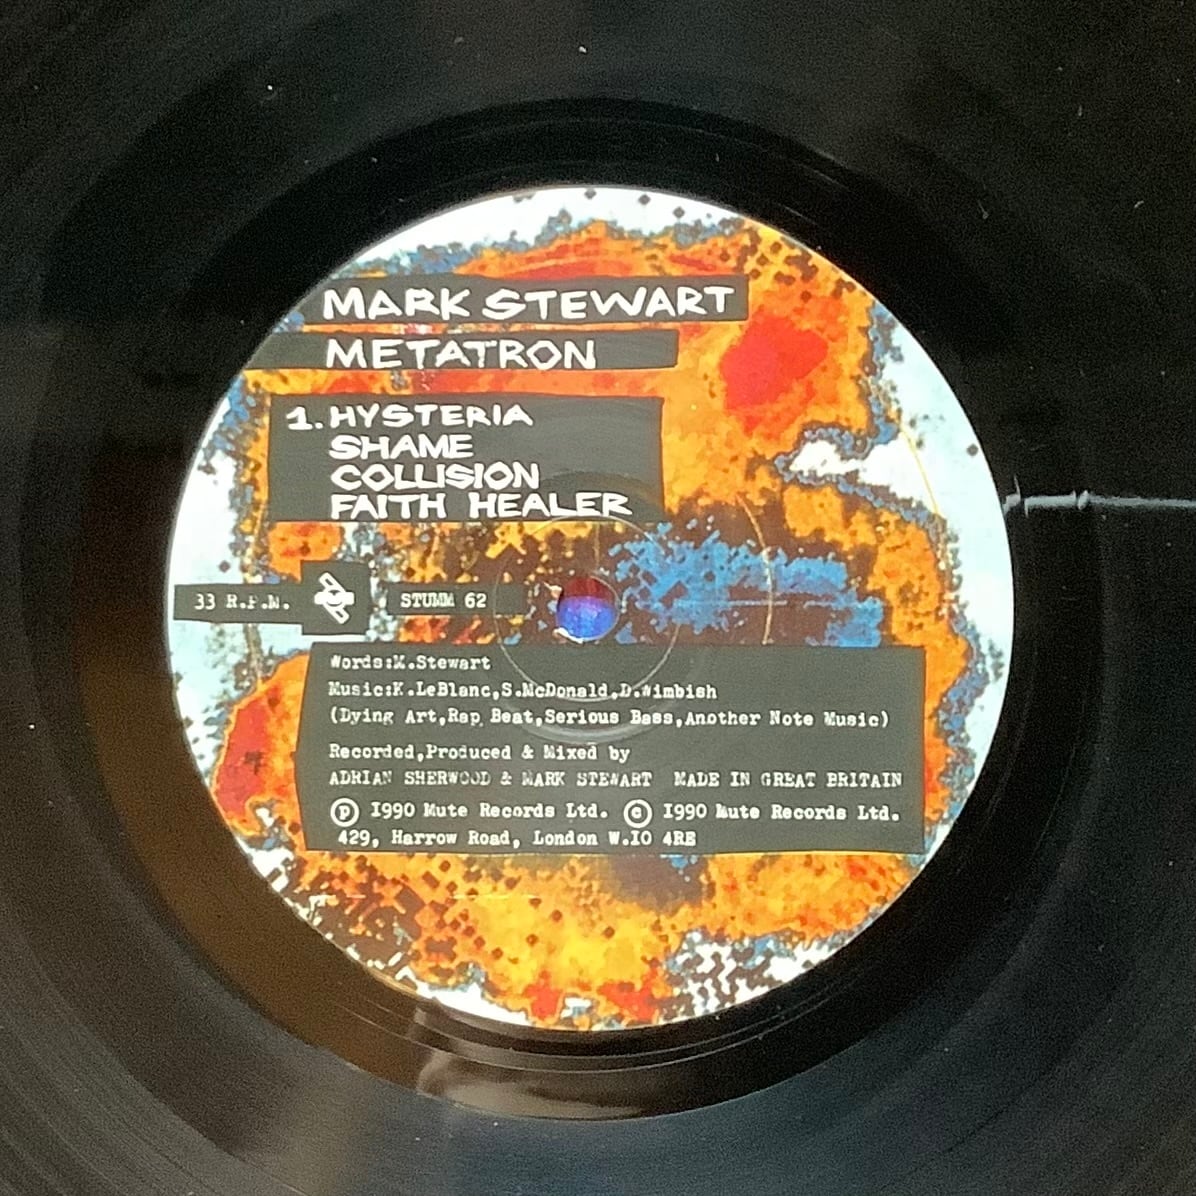 MARK STEWART
METATRON
1. HYSTERIA
SHAME
COLLISION
FAITH HEALER
33 R.P.M. STUMM 62
Words:M.Stewart
Music:K.LeBlanc,S.McDonald,D.Wimbish
(Dying Art,Rap Beat,Serious Bass,Another Note Music)
Recorded,Produced & Mixed by
ADRIAN SHERWOOD & MARK STEWART MADE IN GREAT BRITAIN
℗ 1990 Mute Records Ltd. © 1990 Mute Records Ltd.
429, Harrow Road, London W.IO 4RE